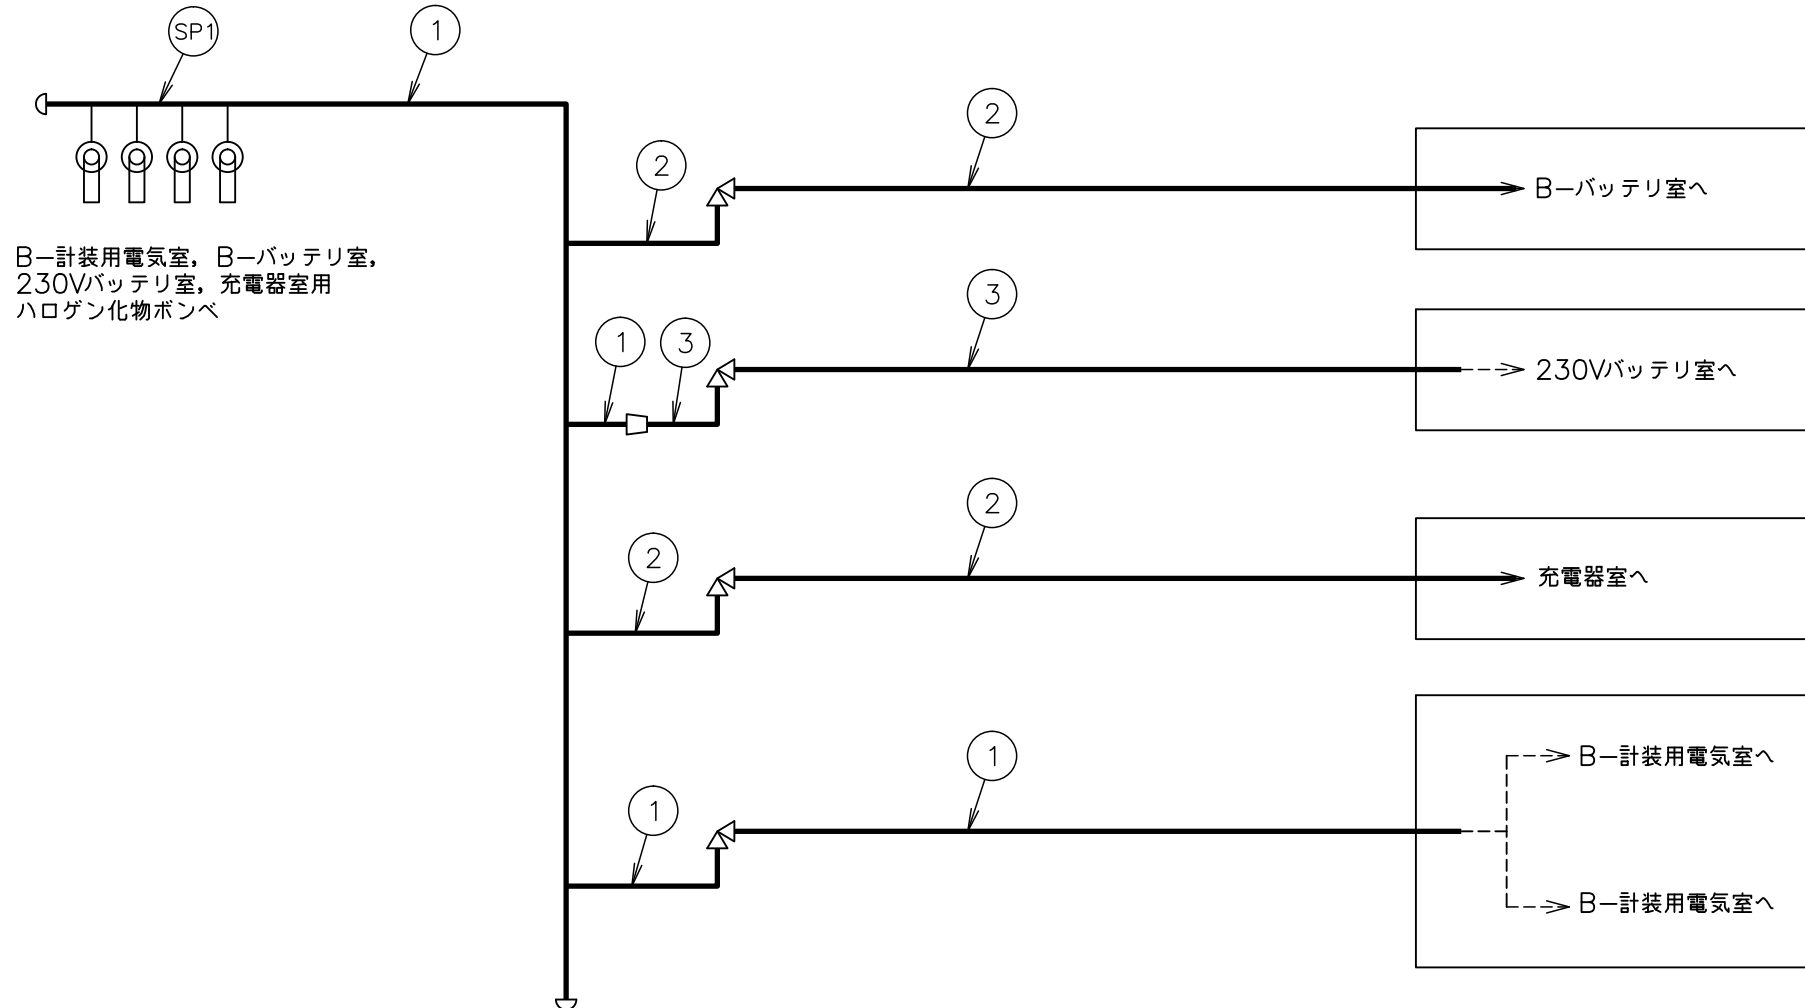 SP1
1
2
2
B－バッテリ室へ
B－計装用電気室，B－バッテリ室，
230Vバッテリ室，充電器室用
ハロゲン化物ボンベ
3
1
3
230Vバッテリ室へ
2
2
充電器室へ
1
B－計装用電気室へ
1
B－計装用電気室へ